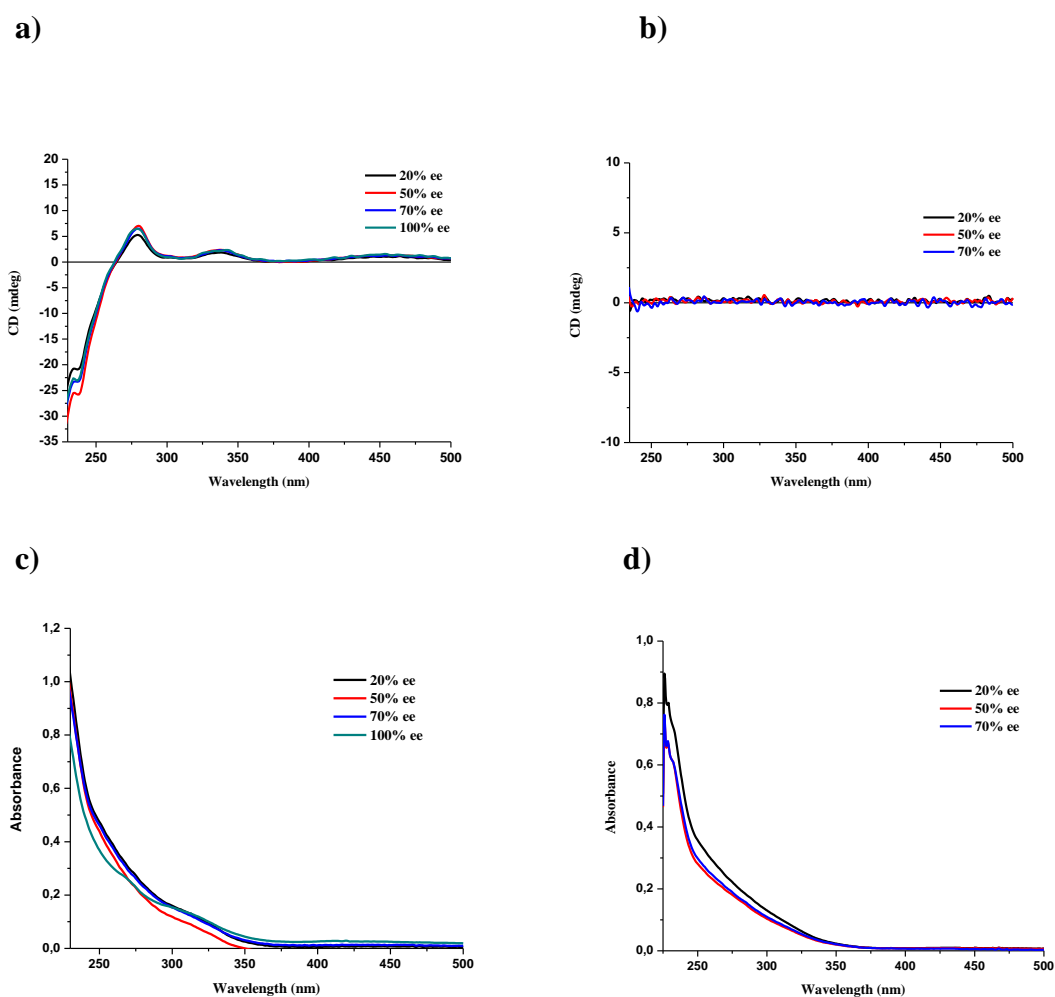 a)
b)
20
15
10
5
0
-5
-10
-15
-20
-25
-30
-35
CD (mdeg)
20% ee
50% ee
70% ee
100% ee
250 300 350 400 450 500
Wavelength (nm)
10
5
0
-5
-10
CD (mdeg)
20% ee
50% ee
70% ee
250 300 350 400 450 500
Wavelength (nm)
c)
d)
1,2
1,0
0,8
0,6
0,4
0,2
0,0
Absorbance
20% ee
50% ee
70% ee
100% ee
250 300 350 400 450 500
Wavelength (nm)
1,0
0,8
0,6
0,4
0,2
0,0
Absorbance
20% ee
50% ee
70% ee
250 300 350 400 450 500
Wavelength (nm)